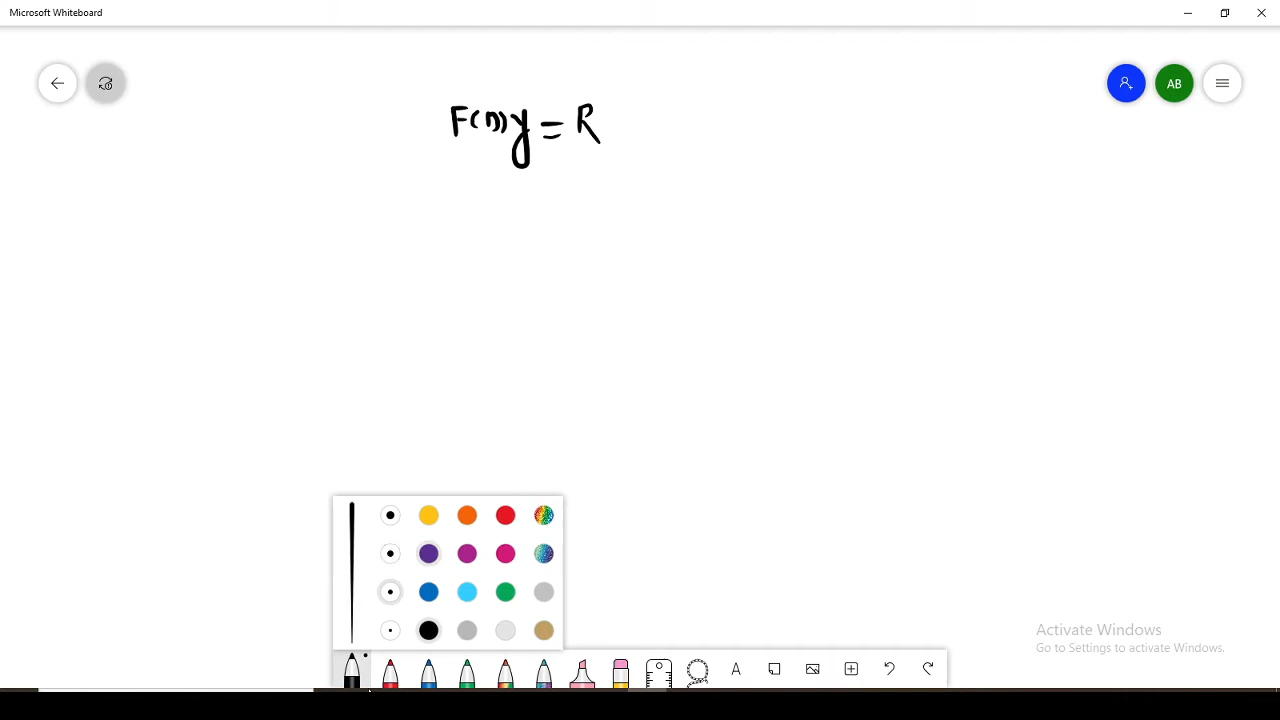 Microsoft Whiteboard
AB
F(D)y = R
A
Activate Windows
Go to Settings to activate Windows.